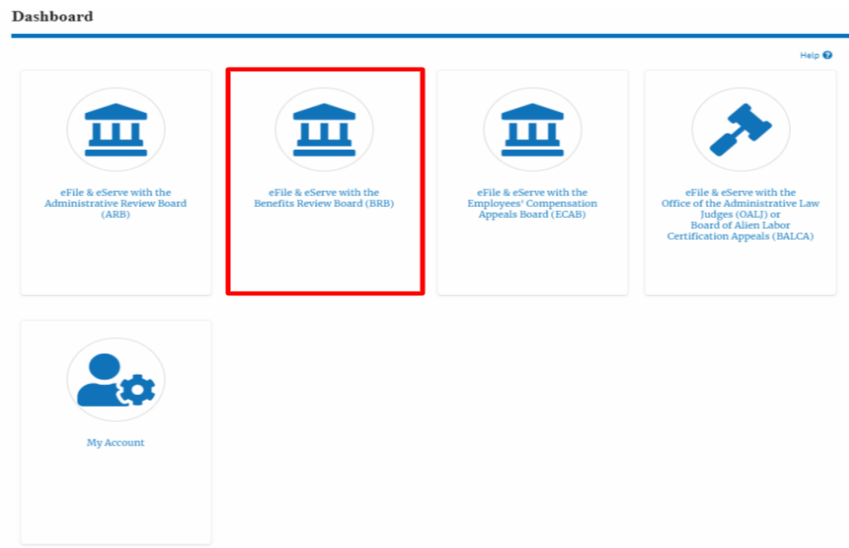 Dashboard
Help
eFile & eServe with the
Administrative Review Board
(ARB)
eFile & eServe with the
Benefits Review Board (BRB)
eFile & eServe with the
Employees' Compensation
Appeals Board (ECAB)
eFile & eServe with the
Office of the Administrative Law
Judges (OALJ) or
Board of Alien Labor
Certification Appeals (BALCA)
My Account